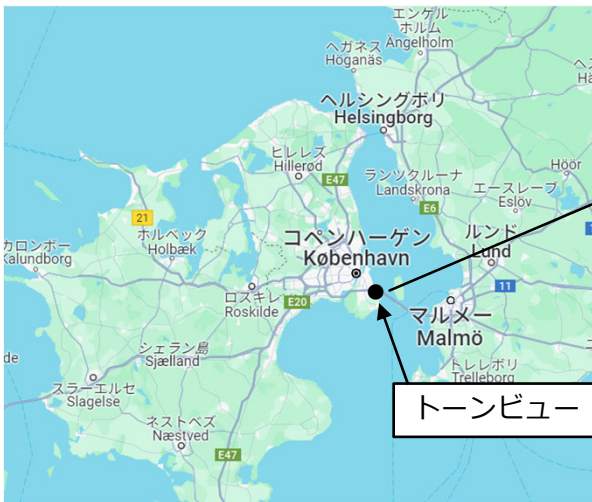 エンゲル
ホルム
Ängelholm
ヘガネス
Höganäs
ヘルシングボリ
Helsingborg
ヒレレズ
Hillerød
E47
ランツクルーナ
Landskrona
Höör
エースレーブ
Eslöv
E6
21
ホルベック
Holbæk
カロンボー
Kalundborg
コペンハーゲン
København
ルンド
Lund
ロスキレ
Roskilde
E20
11
マルメー
Malmö
シェラン島
Sjælland
トレレボリ
Trelleborg
スラーエルセ
Slagelse
トーンビュー
ネストベズ
Næstved
E47